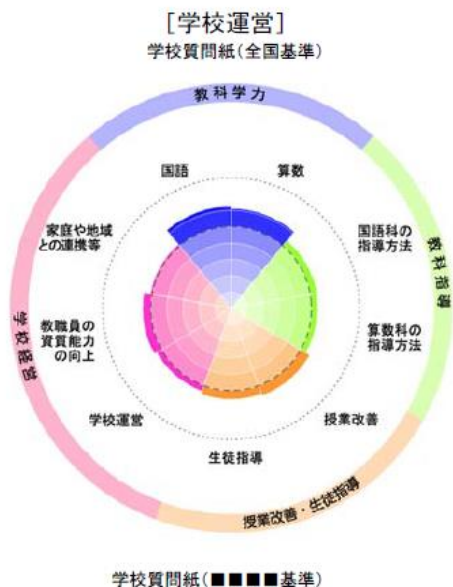 [学校運営]
学校質問紙(全国基準)
教科学力
国語
算数
家庭や地域
との連携等
国語科の
指導方法
教科指導
学校経営
教職員の
資質能力
の向上
算数科の
指導方法
学校運営
授業改善
生徒指導
授業改善・生徒指導
学校質問紙(■■■■基準)